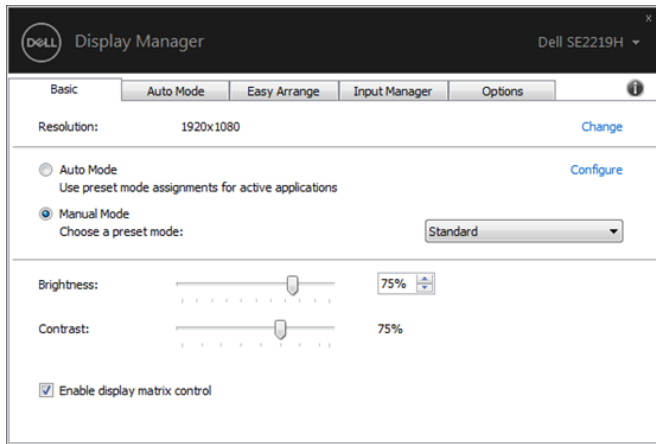 x
DELL Display Manager Dell SE2219H
Basic Auto Mode Easy Arrange Input Manager Options i
Resolution: 1920x1080 Change
Auto Mode Configure
Use preset mode assignments for active applications
Manual Mode
Choose a preset mode: Standard
Brightness: 75%
Contrast: 75%
Enable display matrix control